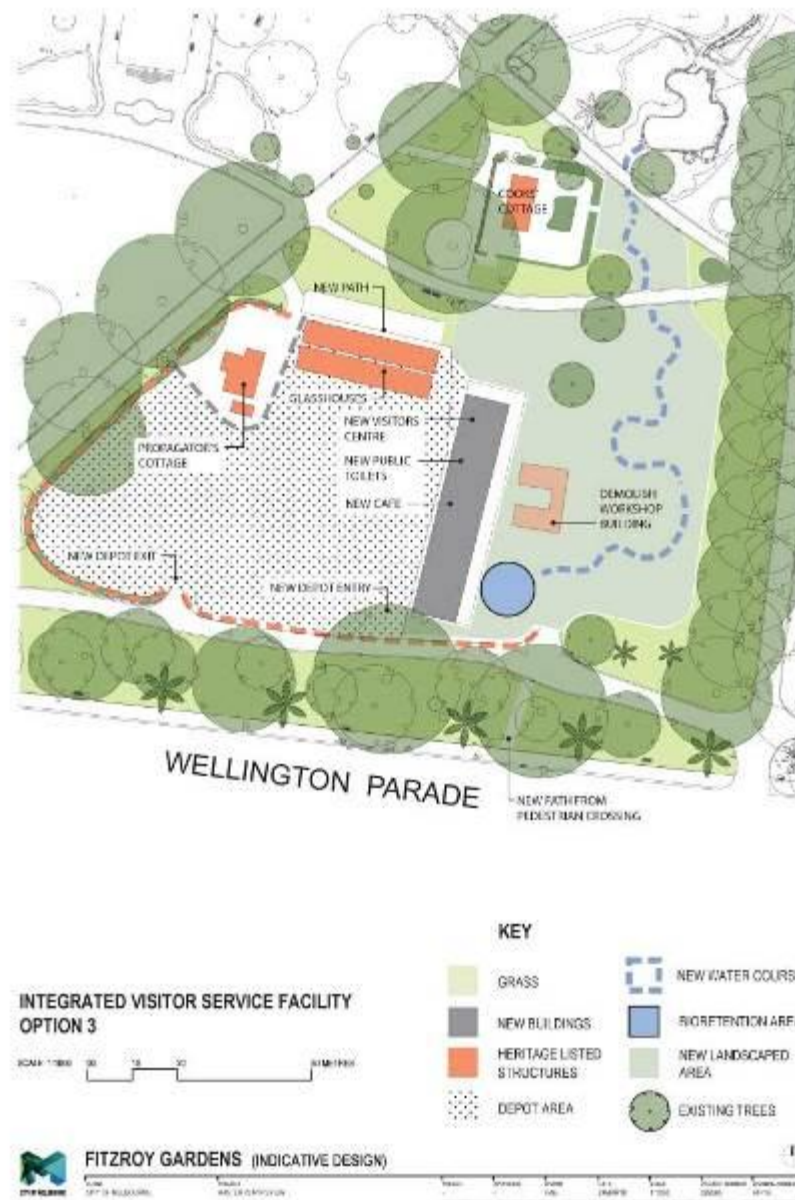 COOKS'
COTTAGE
NEW PATH
GLASSHOUSES
NEW VISITORS
CENTRE
PROPAGATOR'S
COTTAGE
NEW PUBLIC
TOILETS
NEW CAFE
DEMOLISH
WORKSHOP
BUILDING
NEW DEPOT EXIT
NEW DEPOT ENTRY
WELLINGTON PARADE
NEW PATH FROM
PEDESTRIAN CROSSING
KEY
GRASS
NEW WATER COURS
NEW BUILDINGS
BIORETENTION ARE
HERITAGE LISTED
STRUCTURES
NEW LANDSCAPED
AREA
DEPOT AREA
EXISTING TREES
INTEGRATED VISITOR SERVICE FACILITY
OPTION 3
FITZROY GARDENS (INDICATIVE DESIGN)
CITY OF MELBOURNE